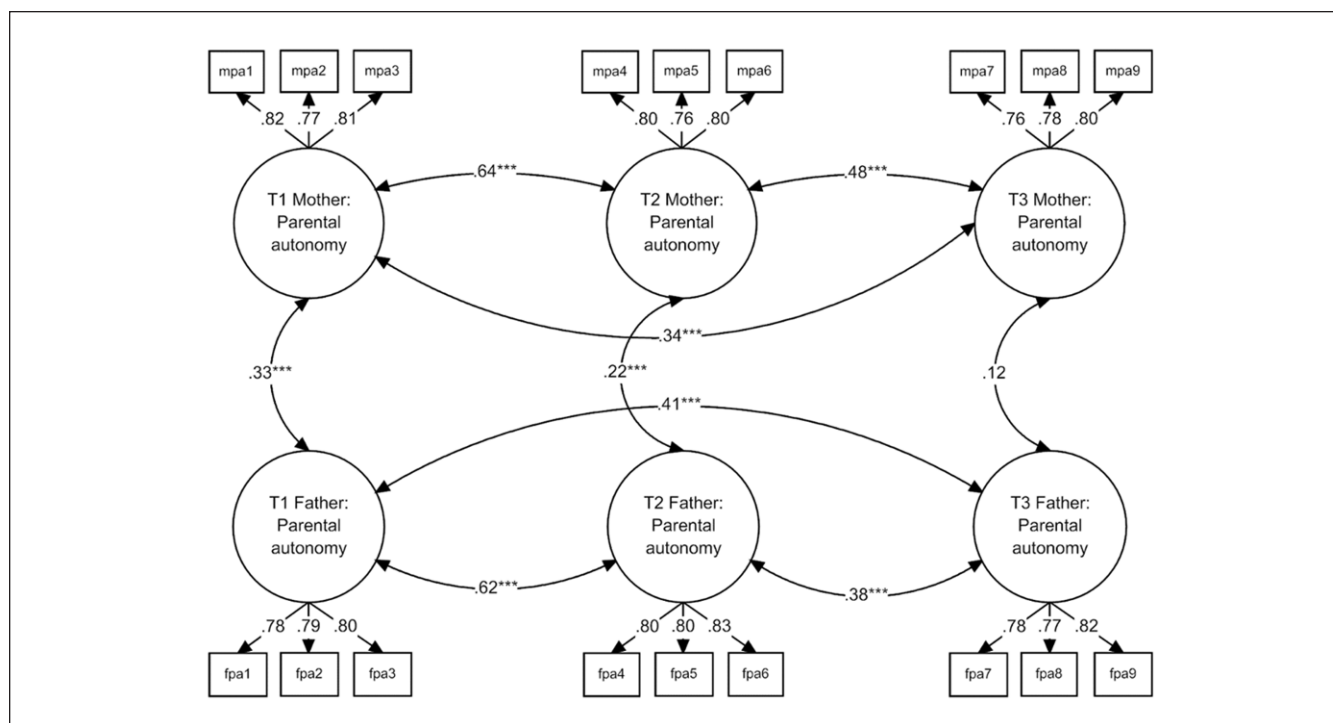 mpa1 mpa2 mpa3 mpa4 mpa5 mpa6 mpa7 mpa8 mpa9
.82 .77 .81 .80 .76 .80 .76 .78 .80
.64*** .48***
T1 Mother: T2 Mother: T3 Mother:
Parental Parental Parental
autonomy autonomy autonomy
.34***
.33*** .22*** .12
.41***
T1 Father: T2 Father: T3 Father:
Parental Parental Parental
autonomy autonomy autonomy
.62*** .38***
.78 .79 .80 .80 .80 .83 .78 .77 .82
fpa1 fpa2 fpa3 fpa4 fpa5 fpa6 fpa7 fpa8 fpa9